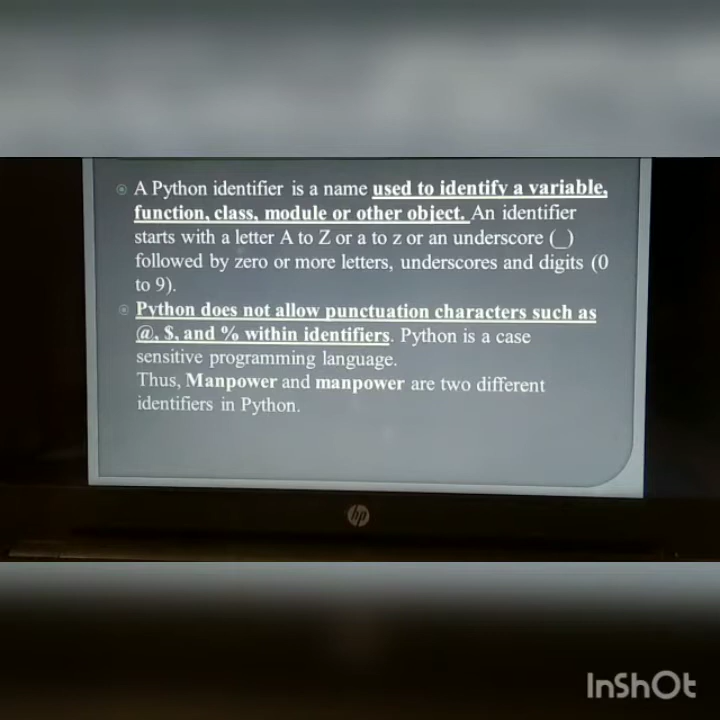 A Python identifier is a name used to identify a variable,
function, class, module or other object. An identifier
starts with a letter A to Z or a to z or an underscore (_)
followed by zero or more letters, underscores and digits (0
to 9).
Python does not allow punctuation characters such as
@, $, and % within identifiers. Python is a case
sensitive programming language.
Thus, Manpower and manpower are two different
identifiers in Python.
hp
InShOt